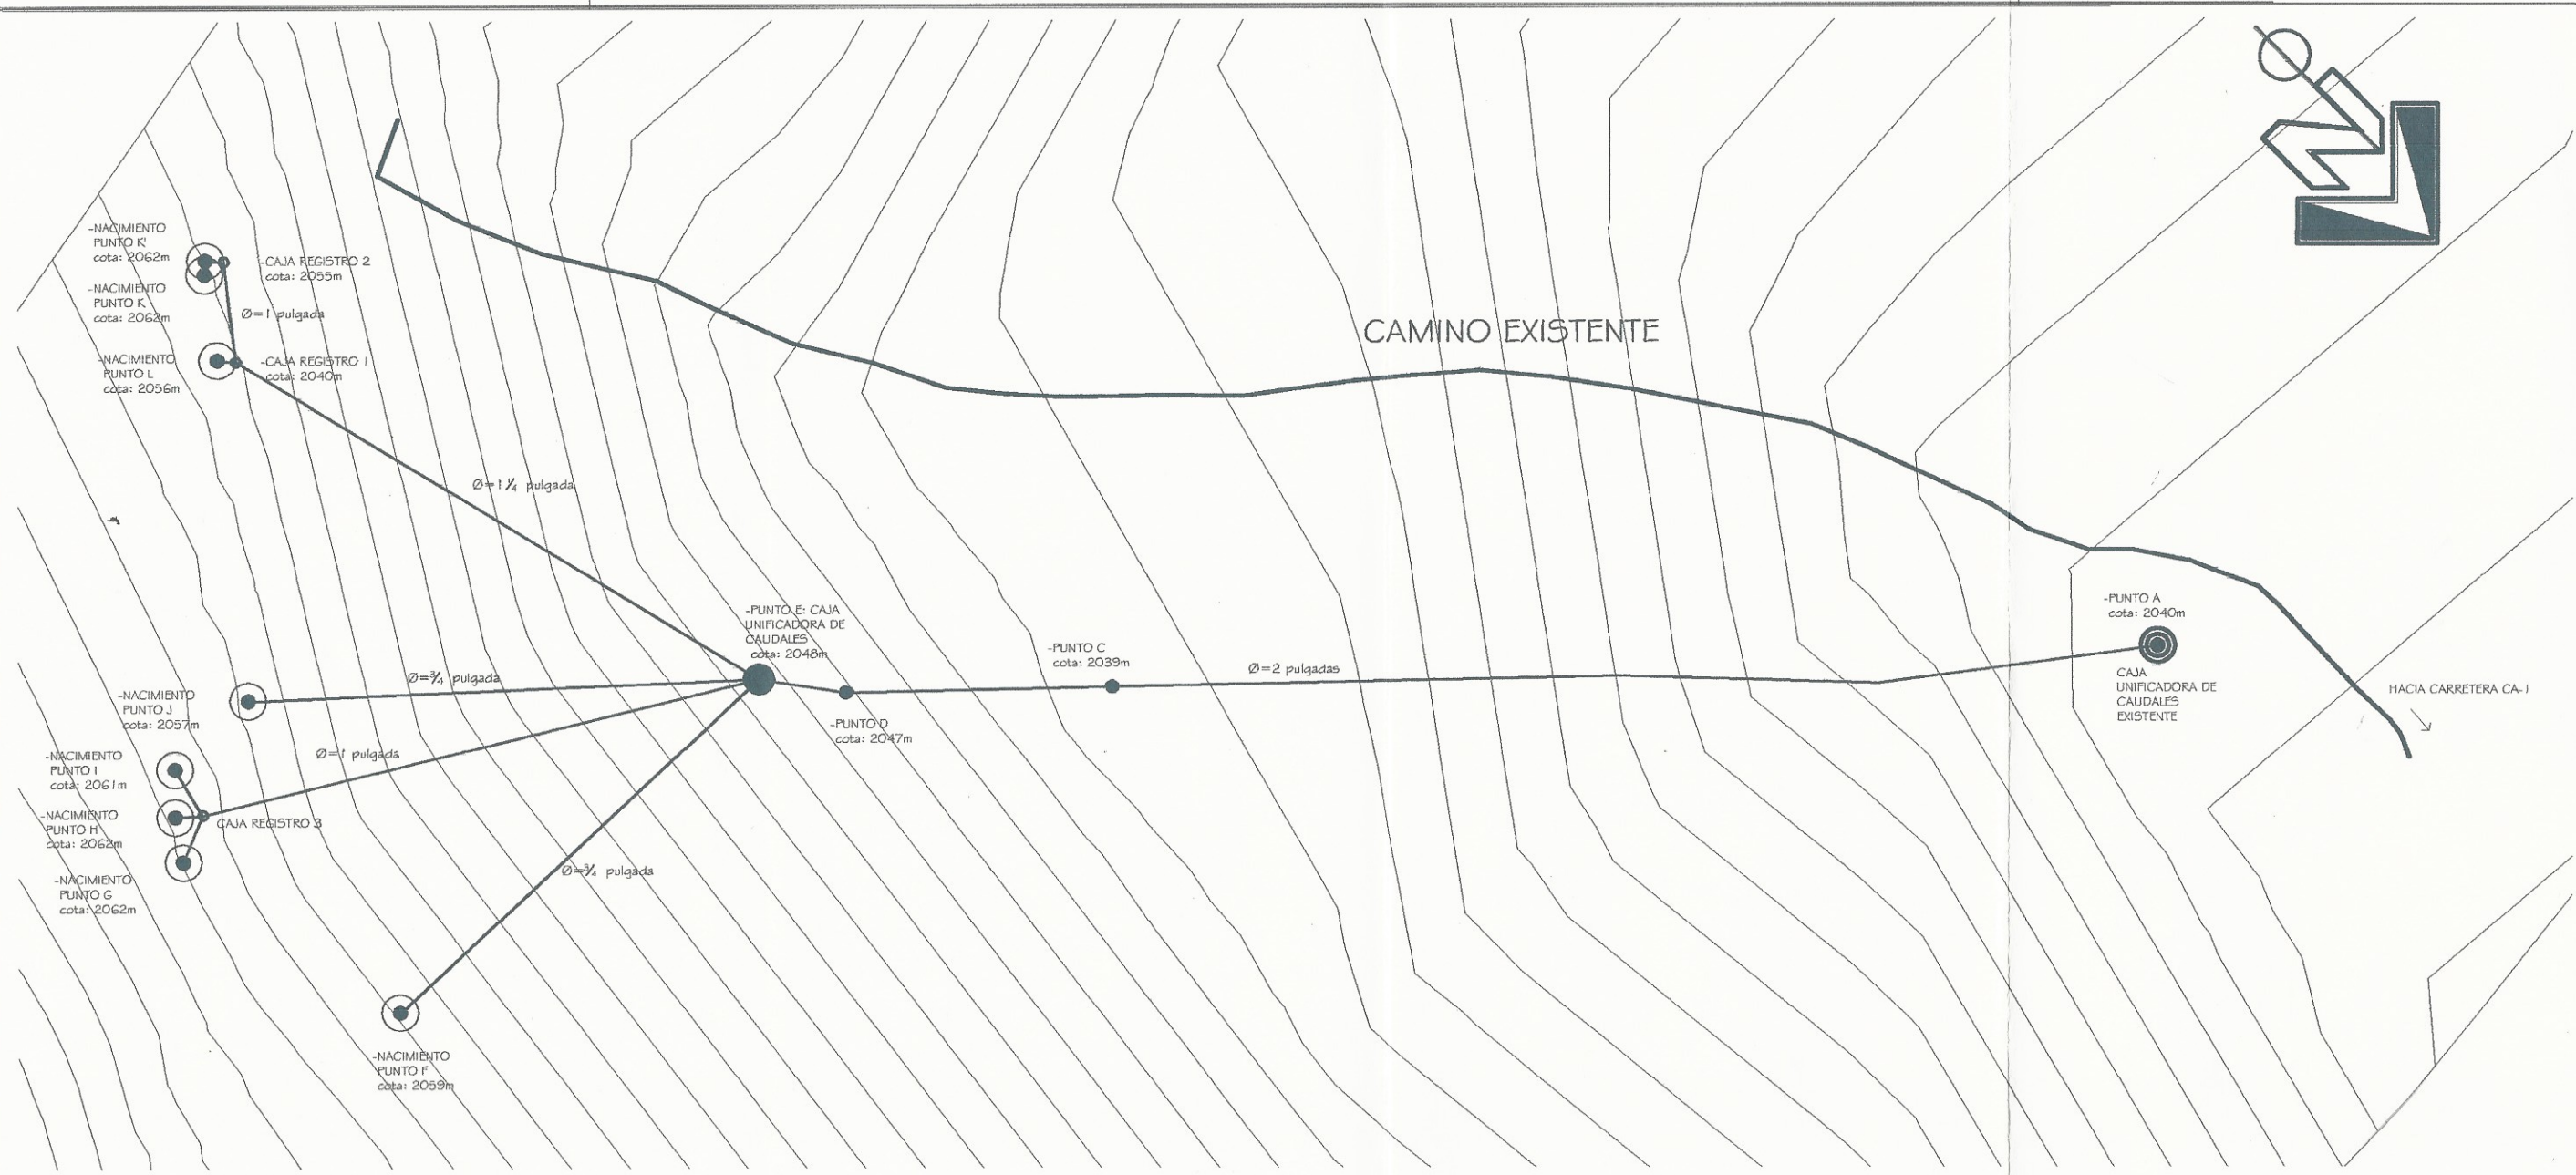 -NACIMIENTO
PUNTO K'
cota: 2062m
-CAJA REGISTRO 2
cota: 2055m
-NACIMIENTO
PUNTO K
cota: 2062m
Ø=1 pulgada
-NACIMIENTO
PUNTO L
cota: 2056m
-CAJA REGISTRO 1
cota: 2040m
CAMINO EXISTENTE
Ø=1 ¼ pulgada
-PUNTO E: CAJA
UNIFICADORA DE
CAUDALES
cota: 2048m
-PUNTO C
cota: 2039m
Ø=2 pulgadas
-PUNTO A
cota: 2040m
CAJA
UNIFICADORA DE
CAUDALES
EXISTENTE
HACIA CARRETERA CA-1
Ø=¾ pulgada
-NACIMIENTO
PUNTO J
cota: 2057m
-PUNTO D
cota: 2047m
Ø=1 pulgada
-NACIMIENTO
PUNTO I
cota: 2061m
-NACIMIENTO
PUNTO H
cota: 2062m
CAJA REGISTRO 3
-NACIMIENTO
PUNTO G
cota: 2062m
Ø=¾ pulgada
-NACIMIENTO
PUNTO F
cota: 2059m
N